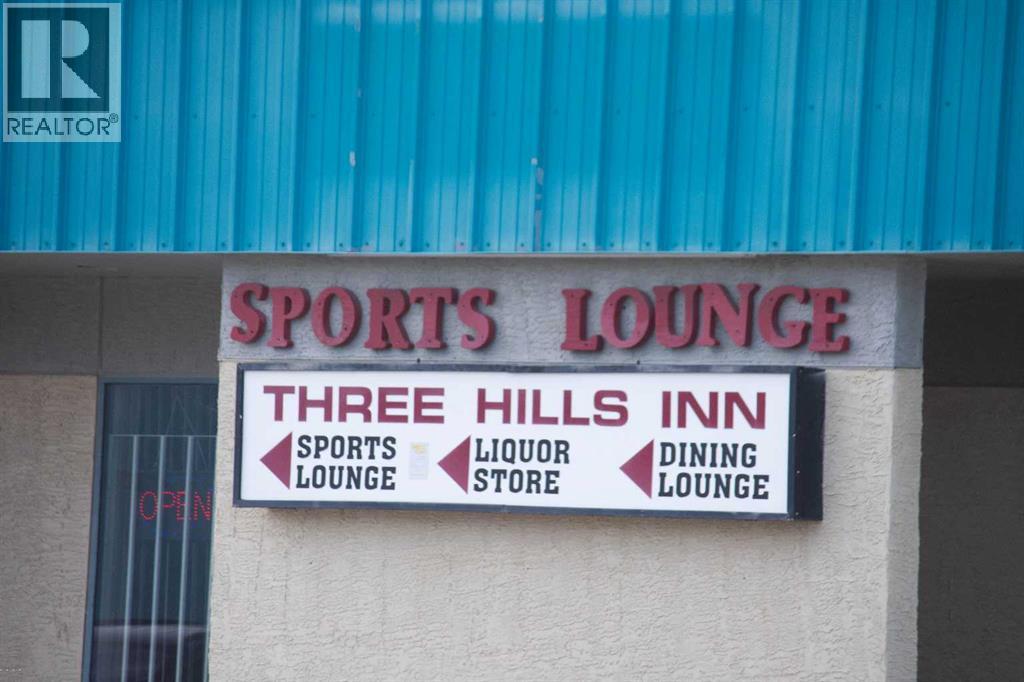 R
REALTOR®
SPORTS LOUNGE
THREE HILLS INN
SPORTS LOUNGE
LIQUOR STORE
DINING LOUNGE
OPEN